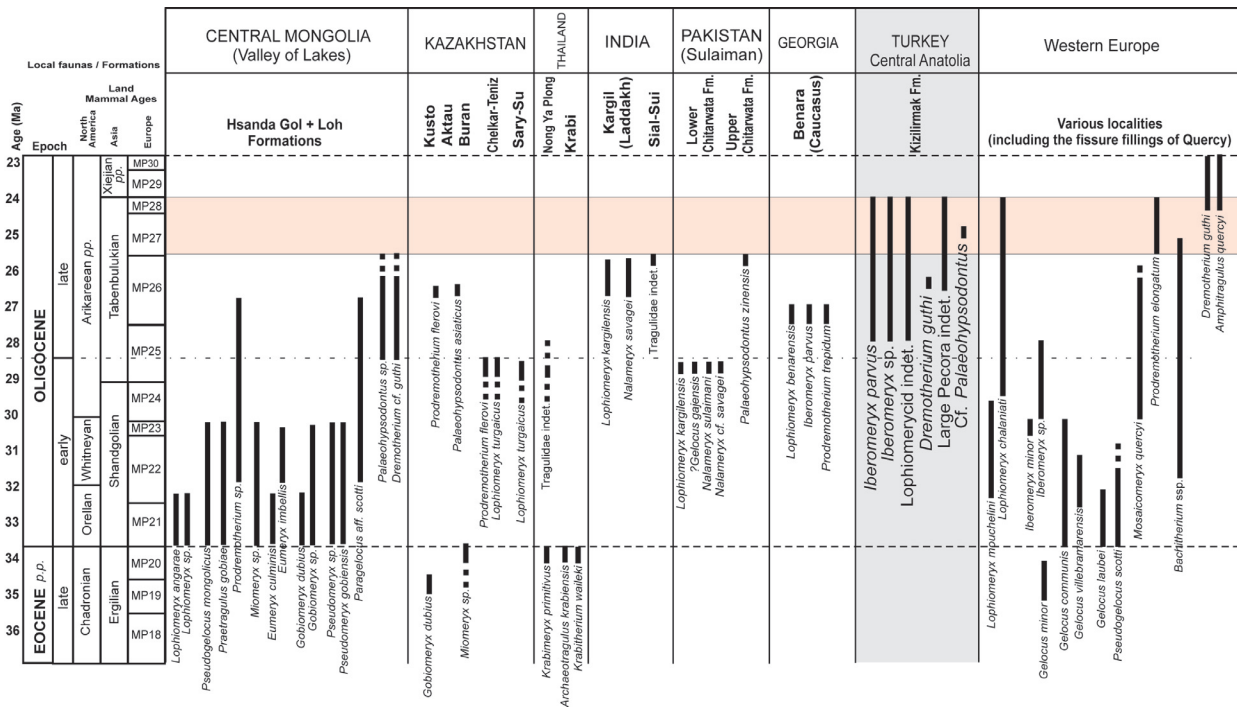 CENTRAL MONGOLIA
(Valley of Lakes)
KAZAKHSTAN
THAILAND
INDIA
PAKISTAN
(Sulaiman)
GEORGIA
TURKEY
Central Anatolia
Western Europe
Local faunas / Formations
Age (Ma)
Epoch
Land
Mammal Ages
North
America
Asia
Europe
Hsanda Gol + Loh
Formations
Kusto
Aktau
Buran
Chelkar-Teniz
Sary-Su
Nong Ya Plong
Krabi
Kargil
(Laddakh)
Sial-Sui
Lower
Chitarwata Fm.
Upper
Chitarwata Fm.
Benara
(Caucasus)
Kizilirmak Fm.
Various localities
(including the fissure fillings of Quercy)
23
24
25
26
27
28
29
30
31
32
33
34
35
36
OLIGOCENE
EOCENE p.p.
late
early
late
Arikareean pp.
Whitneyan
Orellan
Chadronian
Xiejian
pp.
Tabenbulukian
Shandgolian
Ergilian
MP30
MP29
MP28
MP27
MP26
MP25
MP24
MP23
MP22
MP21
MP20
MP19
MP18
Lophiomeryx angarae
Lophiomeryx sp.
Pseudogelocus mongolicus
Praetragulus gobiae
Prodremotherium sp.
Miomeryx sp.
Eumeryx culminis
Eumeryx imbellis
Gobiomeryx dubius
Gobiomeryx sp.
Pseudomeryx sp.
Pseudomeryx gobiensis
Paragelocus aff. scotti
Palaeohypsodontus sp.
Dremotherium cf. guthi
Gobiomeryx dubius
Prodremotherium flerovi
Palaeohypsodontus asiaticus
Miomeryx sp.
Prodremotherium flerovi
Lophiomeryx turgaicus
Lophiomeryx turgaicus
Tragulidae indet.
Krabimeryx primitivus
Archaeotragulus krabiensis
Krabitherium waileki
Lophiomeryx kargilensis
Nalameryx savagei
Tragulidae indet.
Lophiomeryx kargilensis
?Gelocus gajensis
Nalameryx sulaimani
Nalameryx cf. savagei
Palaeohypsodontus zinensis
Lophiomeryx benarensis
Iberomeryx parvus
Prodremotherium trepidum
Iberomeryx parvus
Iberomeryx sp.
Lophiomerycid indet.
Dremotherium guthi
Large Pecora indet.
Cf. Palaeohypsodontus
Lophiomeryx mouchelini
Lophiomeryx chalaniati
Iberomeryx minor
Iberomeryx sp.
Gelocus minor
Gelocus communis
Gelocus villebramarensis
Gelocus laubei
Pseudogelocus scotti
Mosaicomeryx quercyi
Prodremotherium elongatum
Bachitherium ssp.
Dremotherium guthi
Amphitragulus quercyi